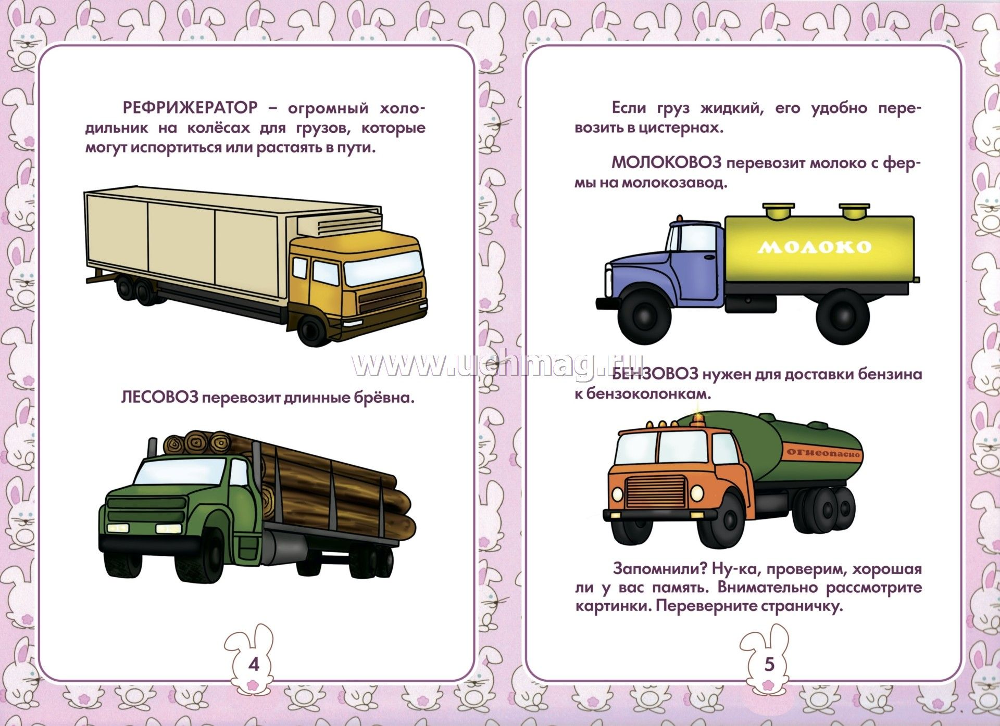 РЕФРИЖЕРАТОР – огромный холо-
дильник на колёсах для грузов, которые
могут испортиться или растаять в пути.
ЛЕСОВОЗ перевозит длинные брёвна.
4
Если груз жидкий, его удобно пере-
возить в цистернах.
МОЛОКОВОЗ перевозит молоко с фер-
мы на молокозавод.
МОЛОКО
www.uchmag.ru
БЕНЗОВОЗ нужен для доставки бензина
к бензоколонкам.
ОГНЕОПАСНО
Запомнили? Ну-ка, проверим, хорошая
ли у вас память. Внимательно рассмотрите
картинки. Переверните страничку.
5